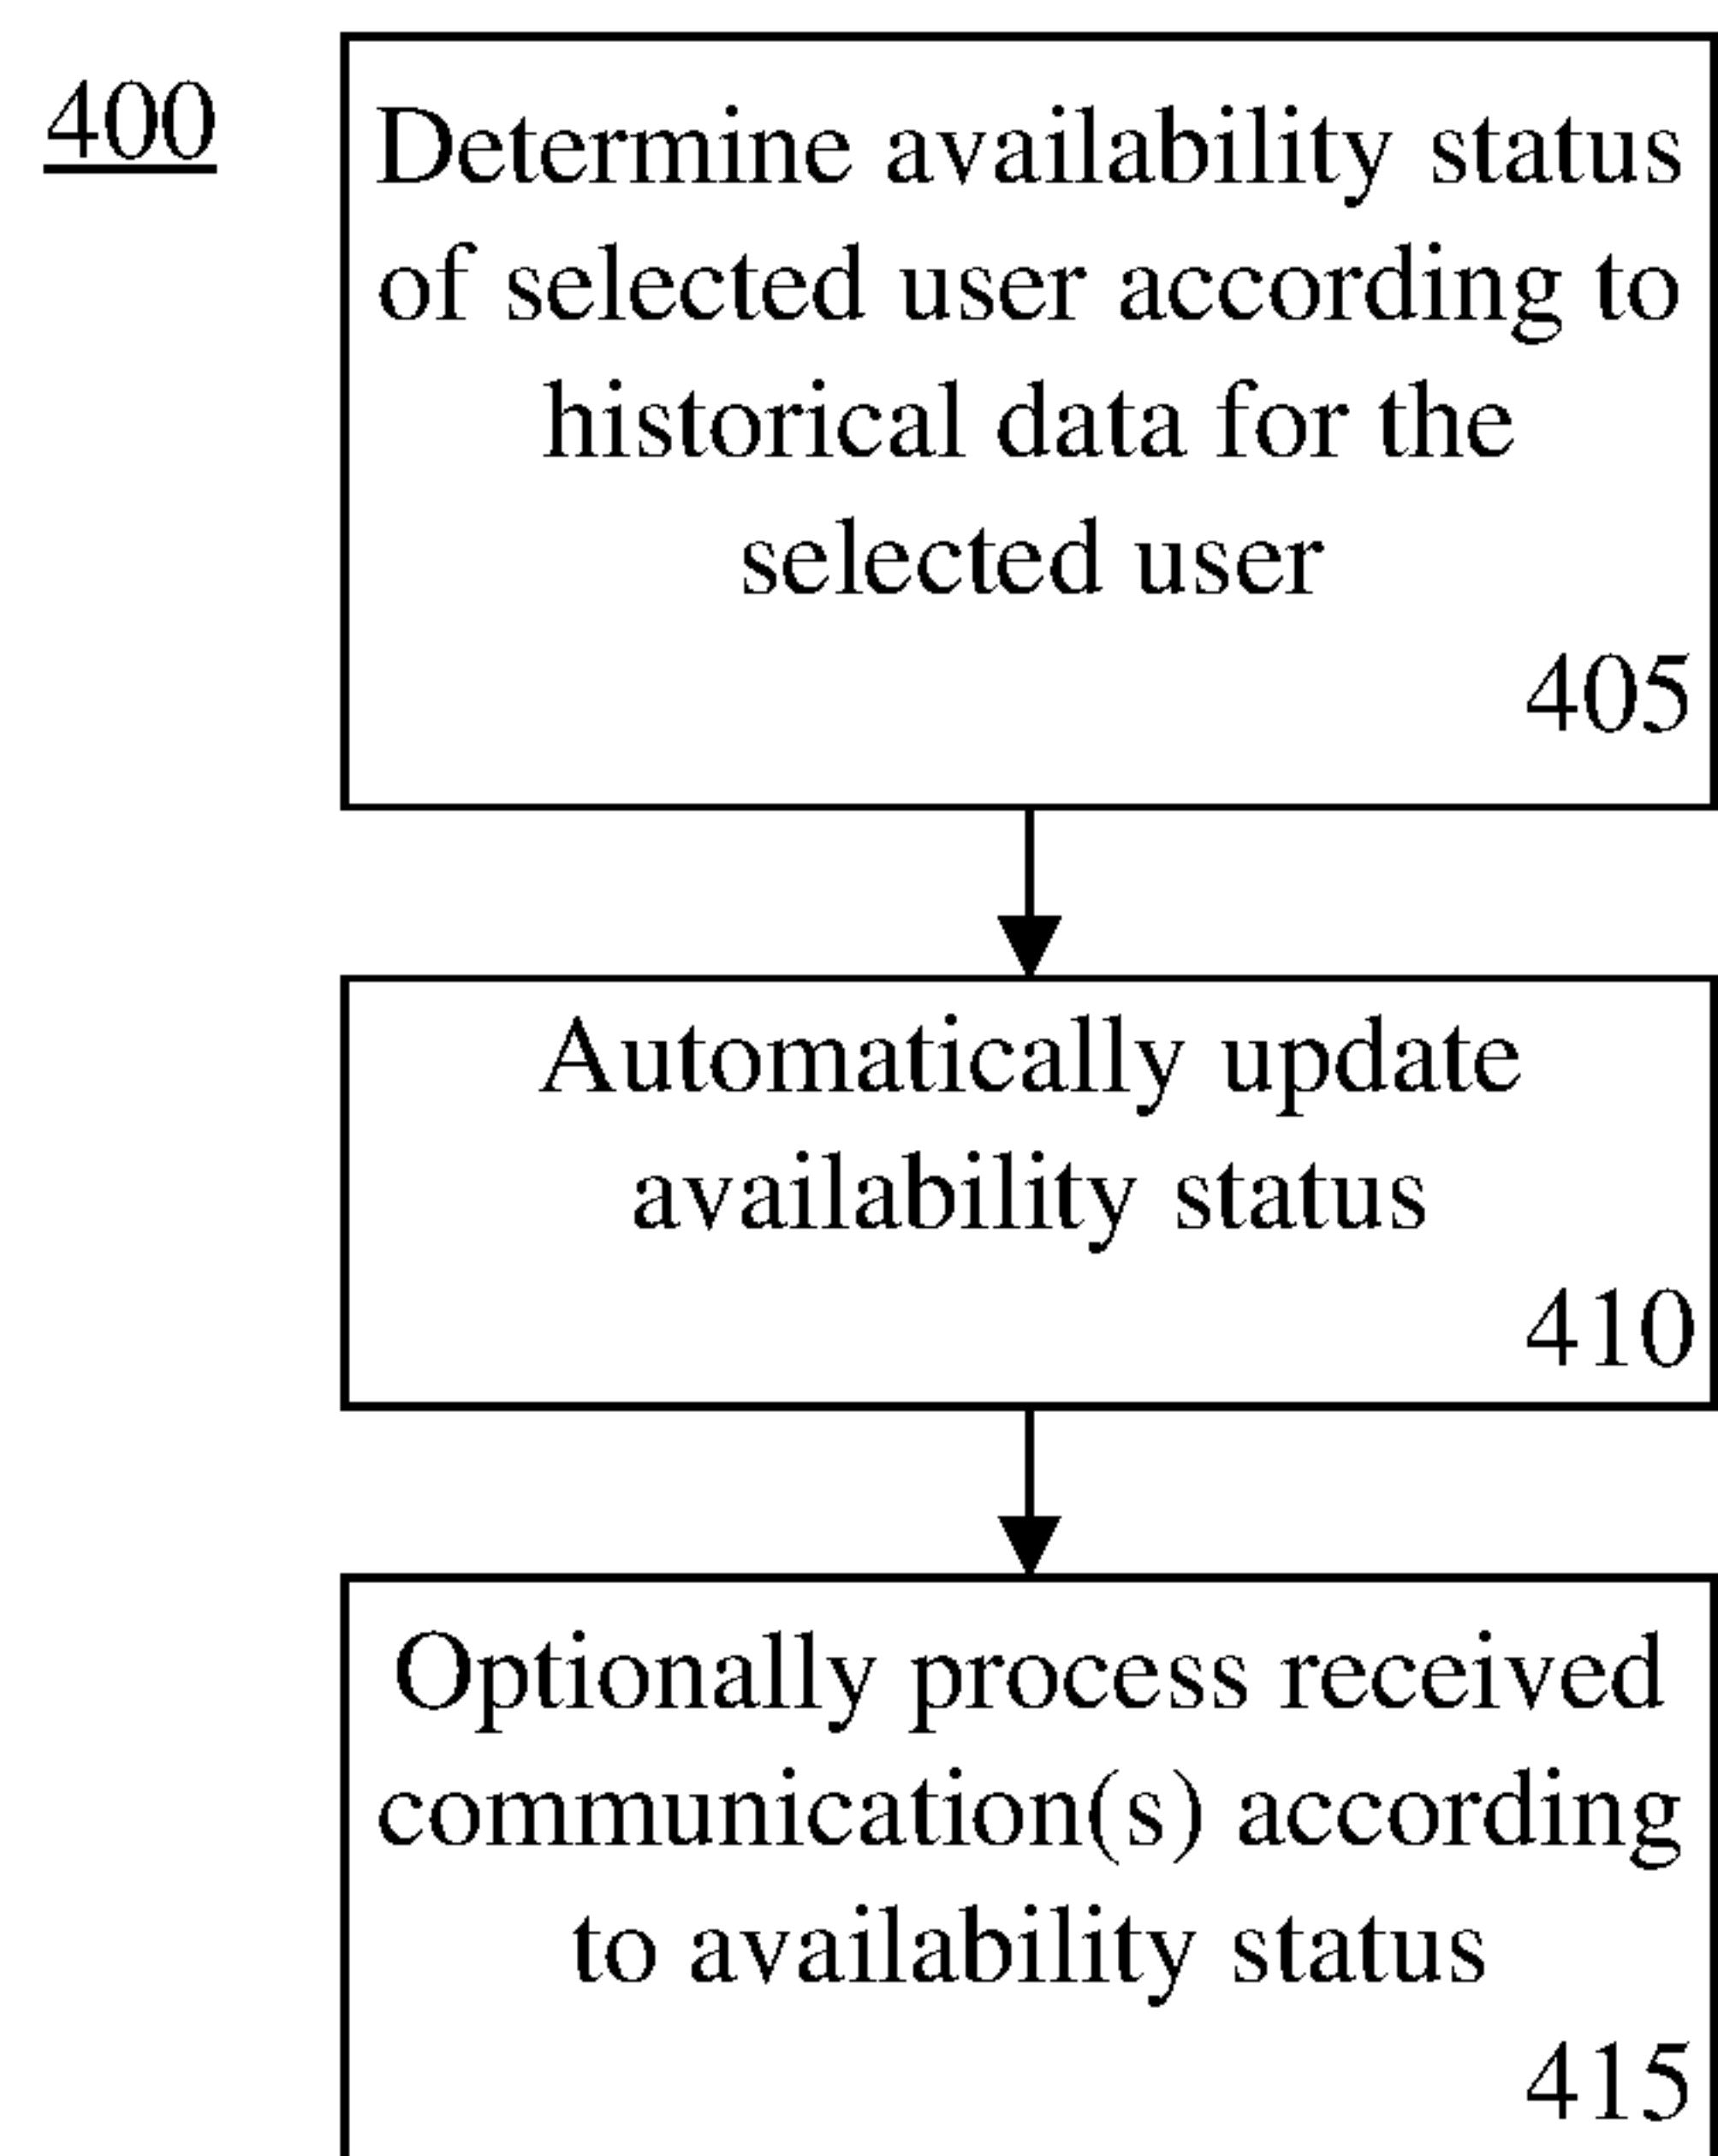 400
Determine availability status
of selected user according to
historical data for the
selected user
405
Automatically update
availability status
410
Optionally process received
communication(s) according
to availability status
415